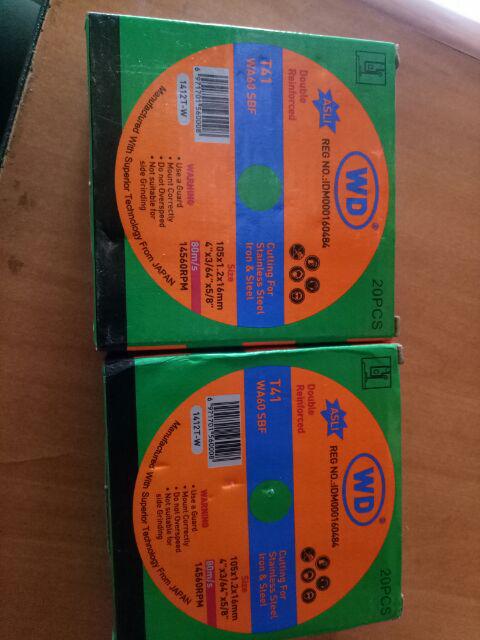 20PCS
WD®
REG NO.:IDM000160484
ASLI
Double
Reinforced
T41
WA60 SBF
Cutting For
Stainless Steel
Iron & Steel
1412T-W
WARNING
• Use a Guard
• Mount Correctly
• Do not Overspeed
• Not suitable for
side Grinding
Size
105x1.2x16mm
4"x3/64"x5/8"
80m/s
14560RPM
Manufactured With Superior Technology From JAPAN
20PCS
WD®
REG NO.:IDM000160484
ASLI
Double
Reinforced
T41
WA60 SBF
Cutting For
Stainless Steel
Iron & Steel
1412T-W
WARNING
• Use a Guard
• Mount Correctly
• Do not Overspeed
• Not suitable for
side Grinding
Size
105x1.2x16mm
4"x3/64"x5/8"
80m/s
14560RPM
Manufactured With Superior Technology From JAPAN